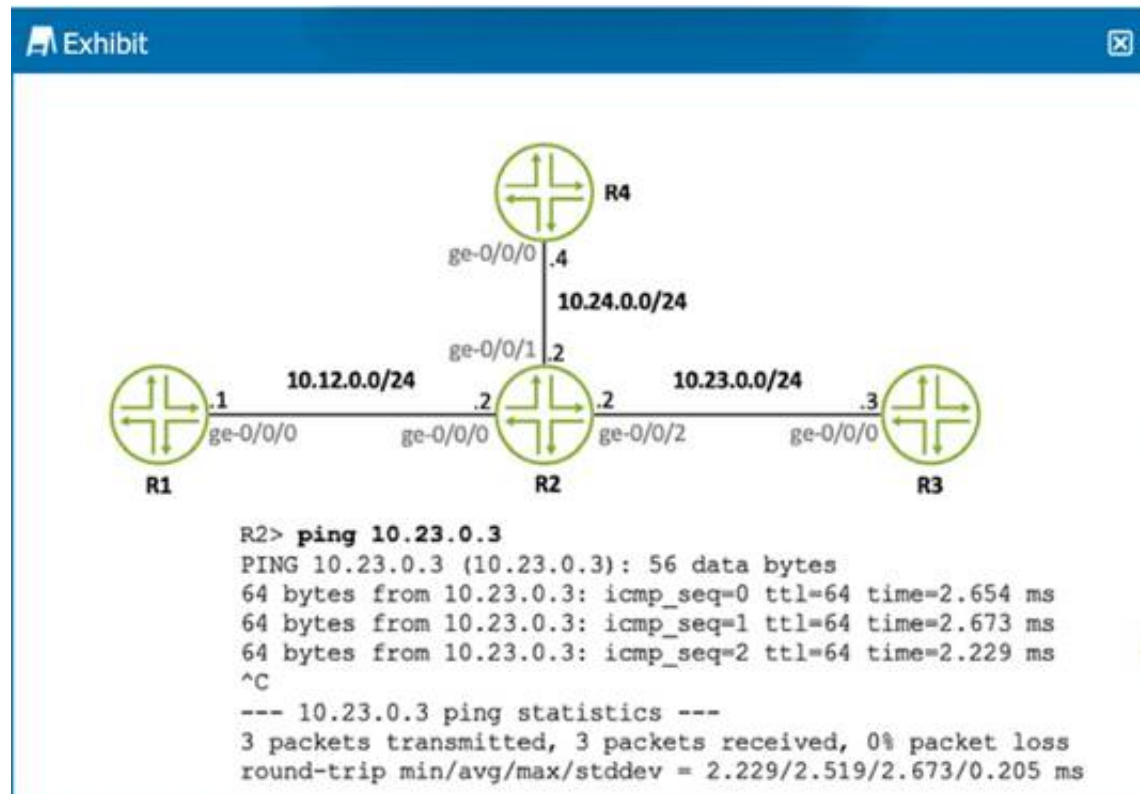 Exhibit
R4
ge-0/0/0 .4
10.24.0.0/24
ge-0/0/1 .2
10.12.0.0/24 10.23.0.0/24
.1 .2 .2 .3
ge-0/0/0 ge-0/0/0 ge-0/0/2 ge-0/0/0
R1 R2 R3
R2> ping 10.23.0.3
PING 10.23.0.3 (10.23.0.3): 56 data bytes
64 bytes from 10.23.0.3: icmp_seq=0 ttl=64 time=2.654 ms
64 bytes from 10.23.0.3: icmp_seq=1 ttl=64 time=2.673 ms
64 bytes from 10.23.0.3: icmp_seq=2 ttl=64 time=2.229 ms
^C
--- 10.23.0.3 ping statistics ---
3 packets transmitted, 3 packets received, 0% packet loss
round-trip min/avg/max/stddev = 2.229/2.519/2.673/0.205 ms